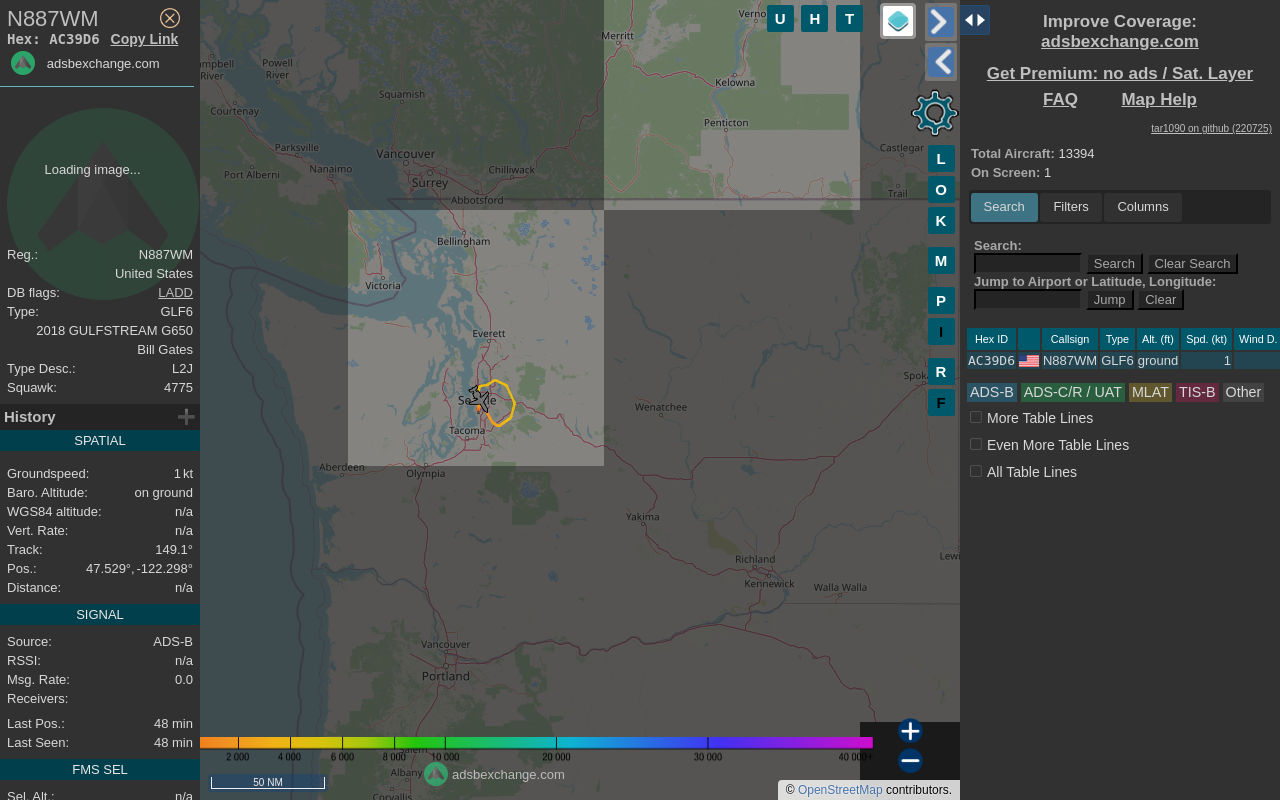 N887WM
Hex: AC39D6 Copy Link
adsbexchange.com
Loading image...
Reg.: N887WM
United States
DB flags: LADD
Type: GLF6
2018 GULFSTREAM G650
Bill Gates
Type Desc.: L2J
Squawk: 4775
History
SPATIAL
Groundspeed: 1 kt
Baro. Altitude: on ground
WGS84 altitude: n/a
Vert. Rate: n/a
Track: 149.1°
Pos.: 47.529°, -122.298°
Distance: n/a
SIGNAL
Source: ADS-B
RSSI: n/a
Msg. Rate: 0.0
Receivers:
Last Pos.: 48 min
Last Seen: 48 min
FMS SEL
Sel. Alt.: n/a
U H T
Merritt
Powell
River
River
Squamish
Kelowna
Courtenay
Penticton
Parksville
Vancouver
Castlegar
Nanaimo
Chilliwack
Port Alberni
Surrey
Trail
Abbotsford
Bellingham
Victoria
Everett
Wenatchee
Tacoma
Aberdeen
Olympia
Yakima
Richland
Kennewick
Walla Walla
Vancouver
Portland
Albany
Corvallis
L
O
K
M
P
I
R
F
2 000 4 000 6 000 8 000 10 000 20 000 30 000 40 000+
50 NM
adsbexchange.com
© OpenStreetMap contributors.
Improve Coverage:
adsbexchange.com
Get Premium: no ads / Sat. Layer
FAQ Map Help
tar1090 on github (220725)
Total Aircraft: 13394
On Screen: 1
Search Filters Columns
Search:
Search Clear Search
Jump to Airport or Latitude, Longitude:
Jump Clear
Hex ID Callsign Type Alt. (ft) Spd. (kt) Wind D.
AC39D6 N887WM GLF6 ground 1
ADS-B ADS-C/R / UAT MLAT TIS-B Other
More Table Lines
Even More Table Lines
All Table Lines